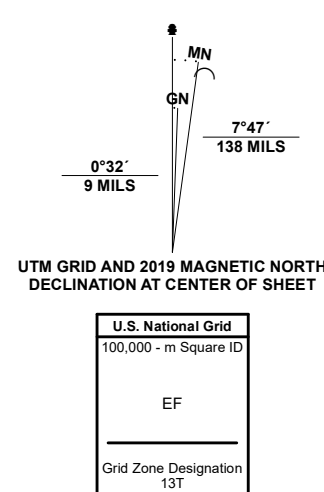 MN
GN
7°47´
138 MILS
0°32´
9 MILS
UTM GRID AND 2019 MAGNETIC NORTH
DECLINATION AT CENTER OF SHEET
U.S. National Grid
100,000 - m Square ID
EF
Grid Zone Designation
13T